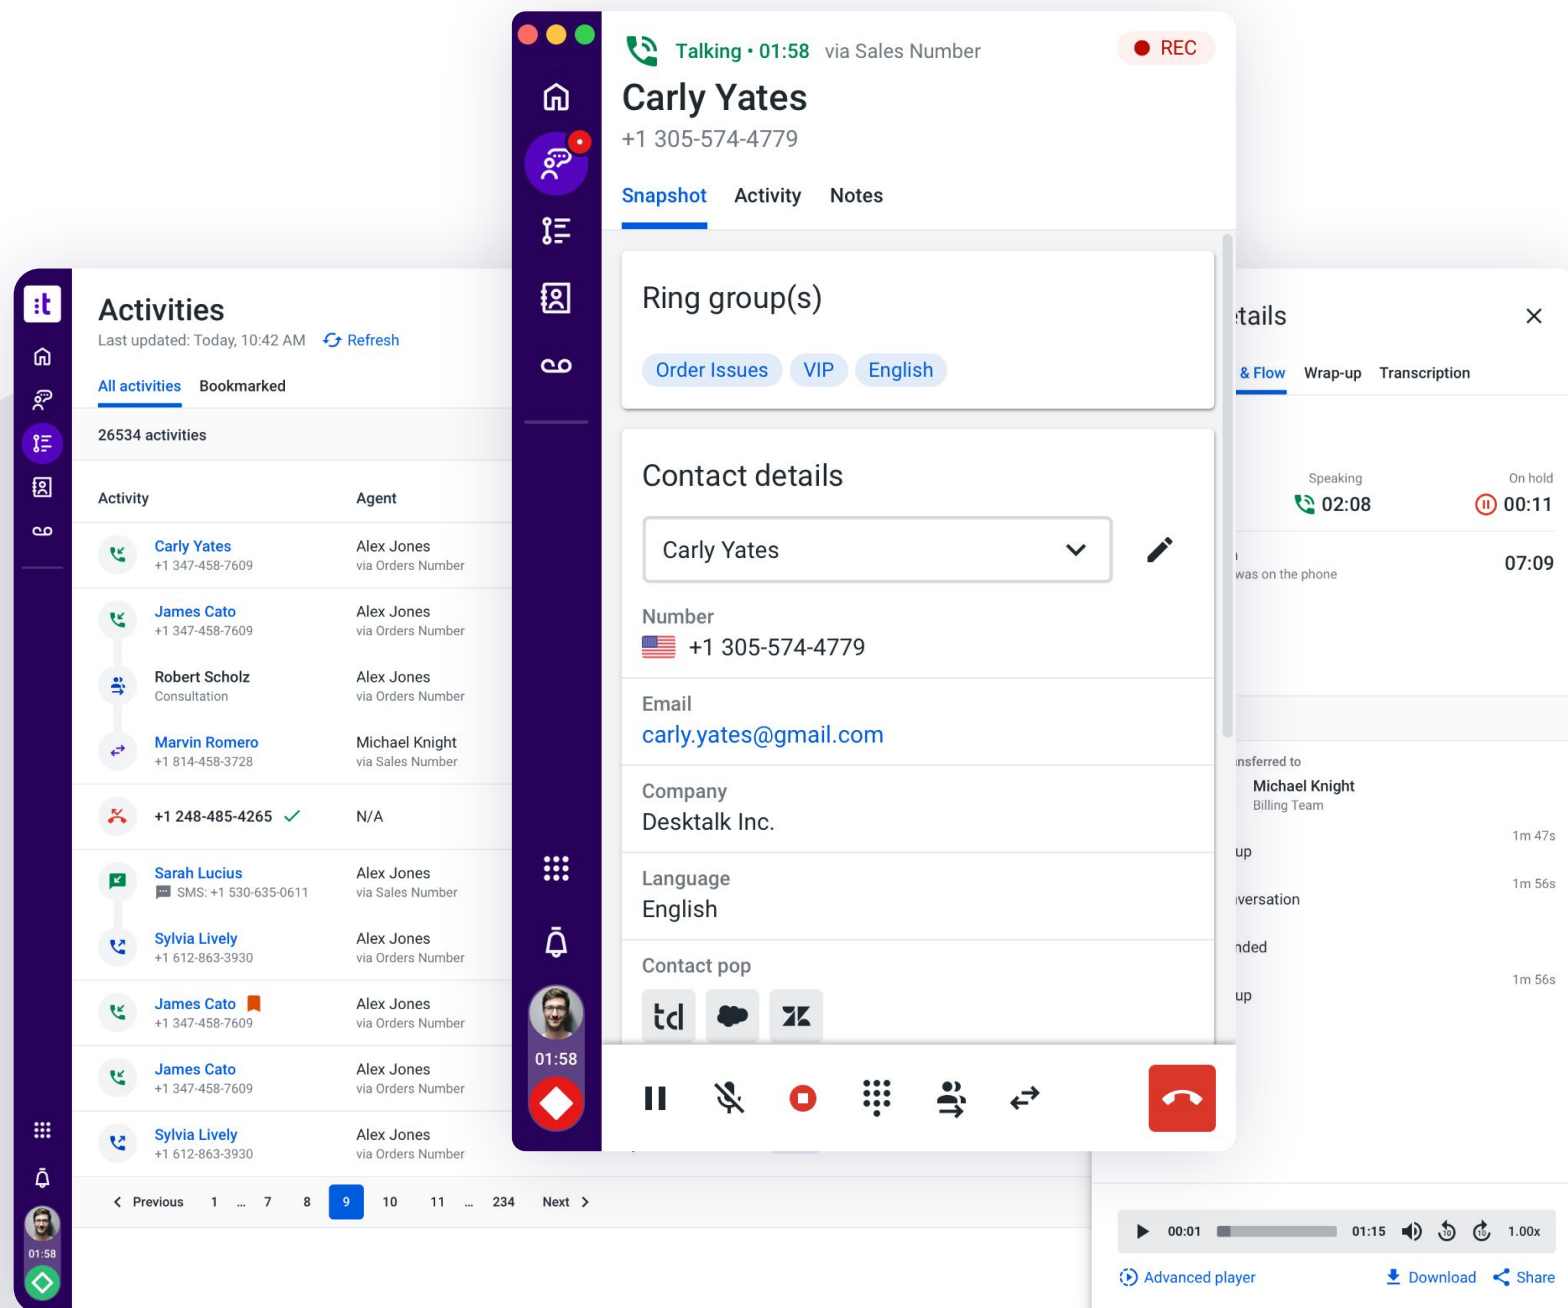 Talking • 01:58 via Sales Number
REC
Carly Yates
+1 305-574-4779
Snapshot Activity Notes
Ring group(s)
Order Issues VIP English
Contact details
Carly Yates
Number
+1 305-574-4779
Email
carly.yates@gmail.com
Company
Desktalk Inc.
Language
English
Contact pop
td
01:58
:t
Activities
Last updated: Today, 10:42 AM Refresh
All activities Bookmarked
26534 activities
Activity Agent
Carly Yates Alex Jones
+1 347-458-7609 via Orders Number
James Cato Alex Jones
+1 347-458-7609 via Orders Number
Robert Scholz Alex Jones
Consultation via Orders Number
Marvin Romero Michael Knight
+1 814-458-3728 via Sales Number
+1 248-485-4265 N/A
Sarah Lucius Alex Jones
SMS: +1 530-635-0611 via Sales Number
Sylvia Lively Alex Jones
+1 612-863-3930 via Orders Number
James Cato Alex Jones
+1 347-458-7609 via Orders Number
James Cato Alex Jones
+1 347-458-7609 via Orders Number
Sylvia Lively Alex Jones
+1 612-863-3930 via Orders Number
Previous 1 ... 7 8 9 10 11 ... 234 Next
01:58
etails
& Flow Wrap-up Transcription
Speaking On hold
02:08 00:11
07:09
was on the phone
nsferred to
Michael Knight
Billing Team
1m 47s
up
1m 56s
versation
nded
1m 56s
up
00:01 01:15 10 10 1.00x
Advanced player Download Share